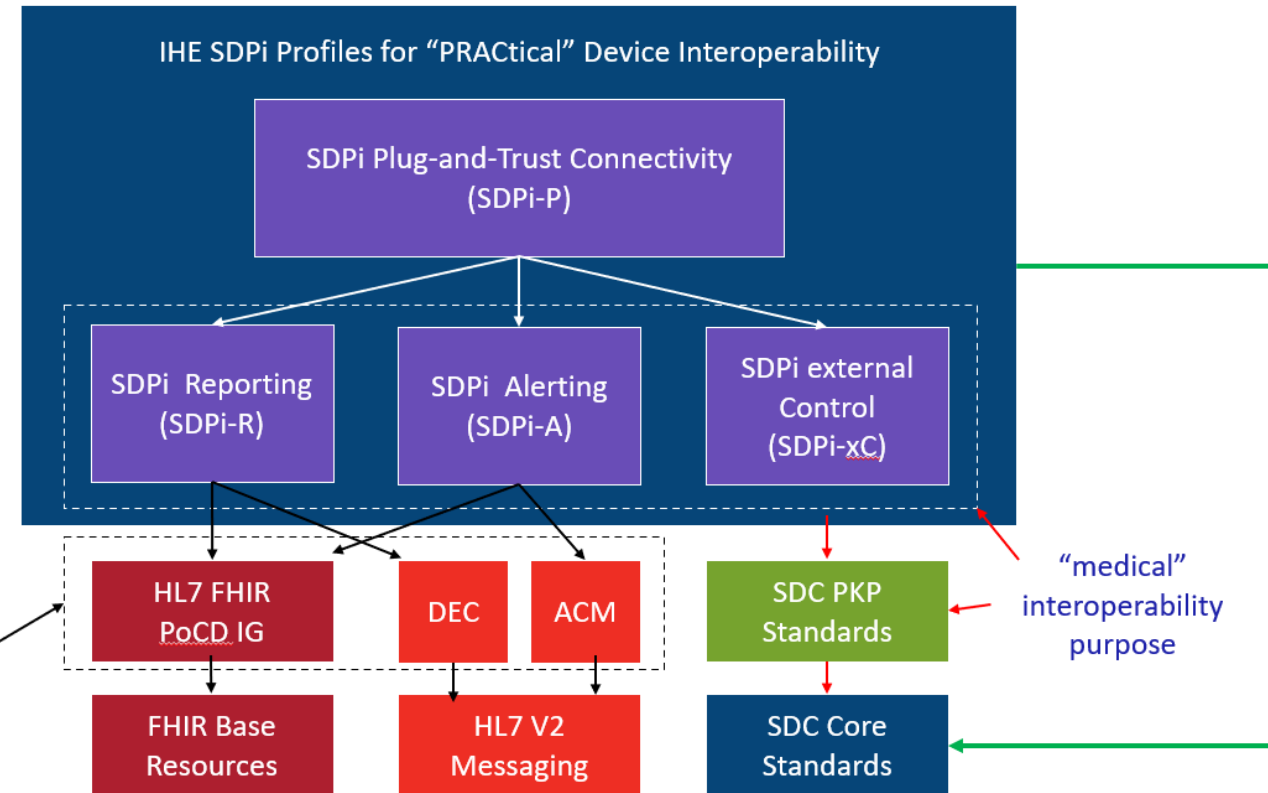 IHE SDPi Profiles for “PRACtical” Device Interoperability
SDPi Plug-and-Trust Connectivity
(SDPi-P)
SDPi Reporting
(SDPi-R)
SDPi Alerting
(SDPi-A)
SDPi external
Control
(SDPi-xC)
HL7 FHIR
PoCD IG
DEC
ACM
SDC PKP
Standards
“medical”
interoperability
purpose
FHIR Base
Resources
HL7 V2
Messaging
SDC Core
Standards